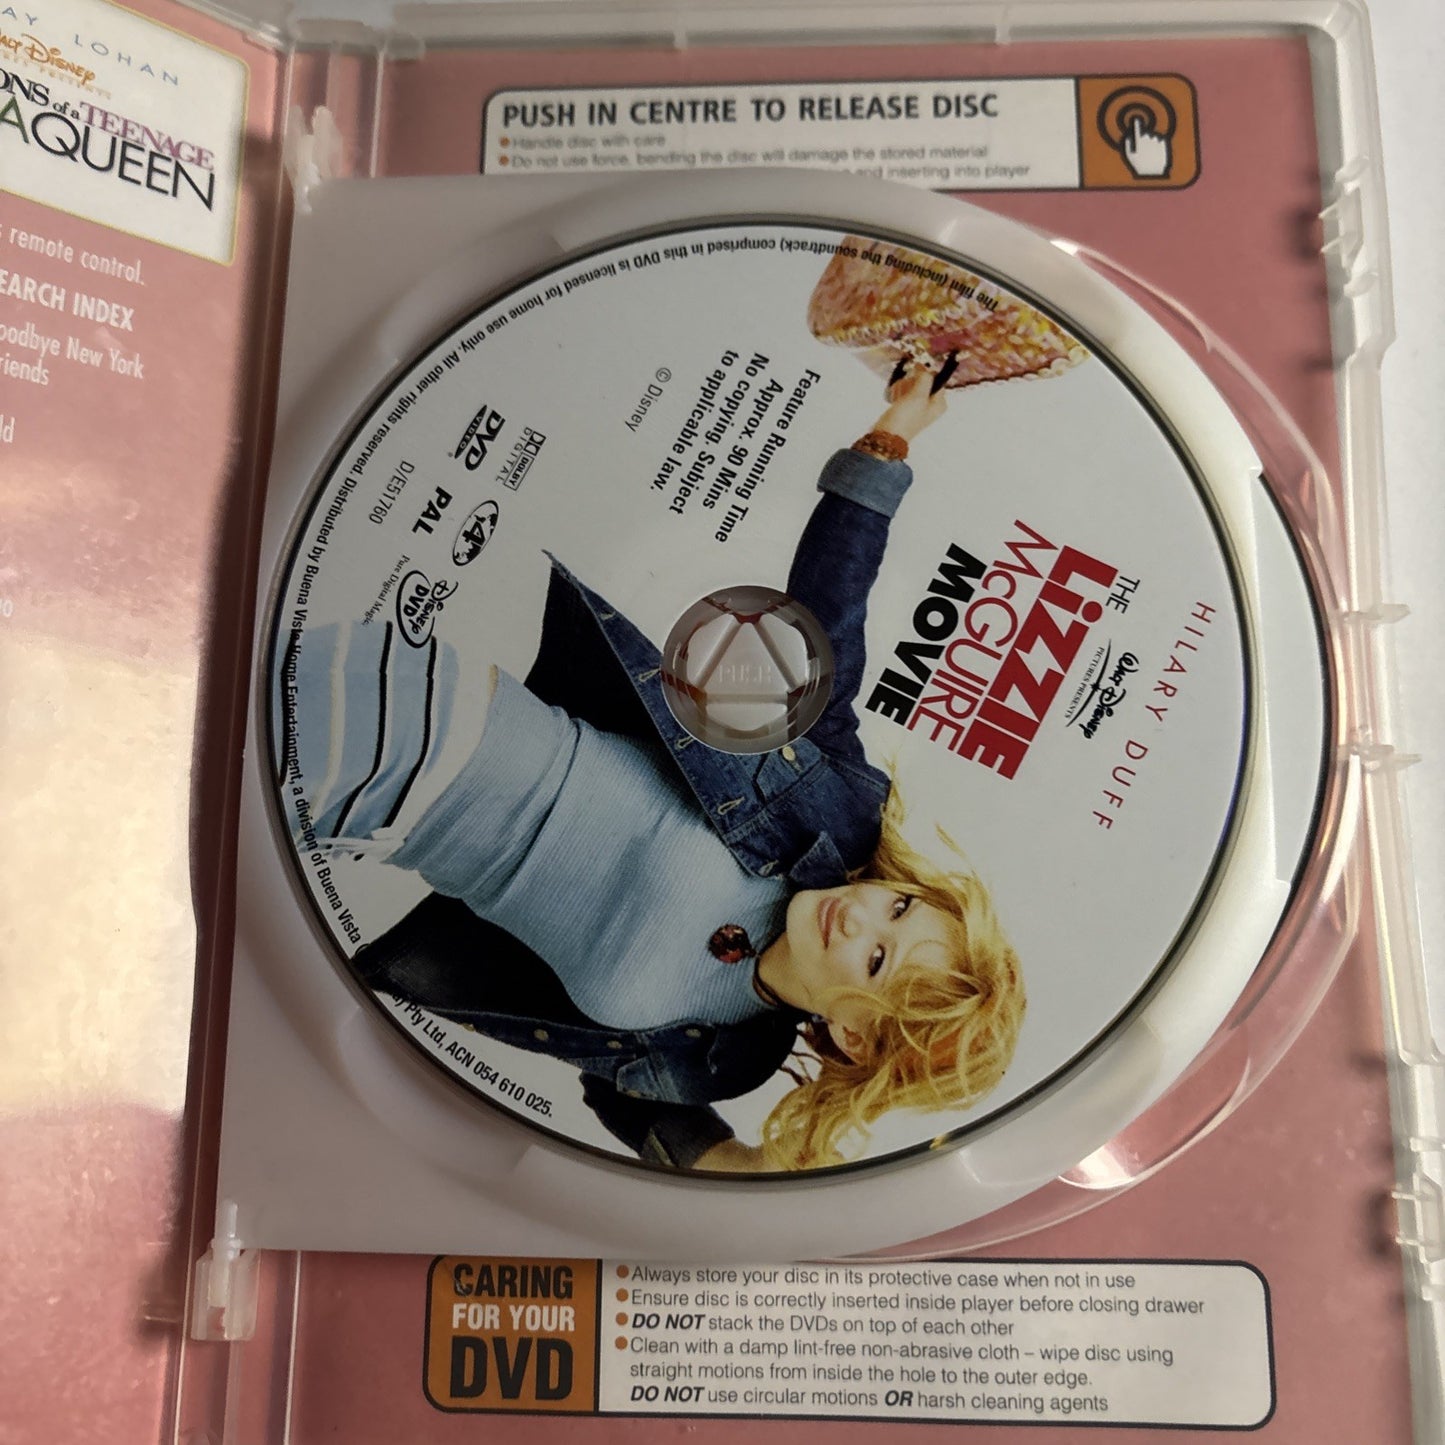 AY LOHAN
WALT DISNEY
ONS of a TEENAGE
AQUEEN
s remote control.
EARCH INDEX
oodbye New York
riends
ld
PUSH IN CENTRE TO RELEASE DISC
Handle disc with care
Do not use force, bending the disc will damage the stored material
and inserting into player
The film (including the soundtrack) comprised in this DVD is licensed for home use only. All other rights reserved. Distributed by Buena Vista Home Entertainment, a division of Buena Vista
) Pty Ltd, ACN 054 610 025.
© Disney
Feature Running Time
Approx. 90 Mins
No copying. Subject
to applicable law.
DOLBY
DIGITAL
DVD
VIDEO
4
PAL
D/E51760
DISNEY
DVD
Pure Digital Magic.
HILARY DUFF
WALT DISNEY
PICTURES PRESENTS
THE
LiZZIE
McGUIRE
MOVIE
PUSH
CARING
FOR YOUR
DVD
Always store your disc in its protective case when not in use
Ensure disc is correctly inserted inside player before closing drawer
DO NOT stack the DVDs on top of each other
Clean with a damp lint-free non-abrasive cloth – wipe disc using
straight motions from inside the hole to the outer edge.
DO NOT use circular motions OR harsh cleaning agents